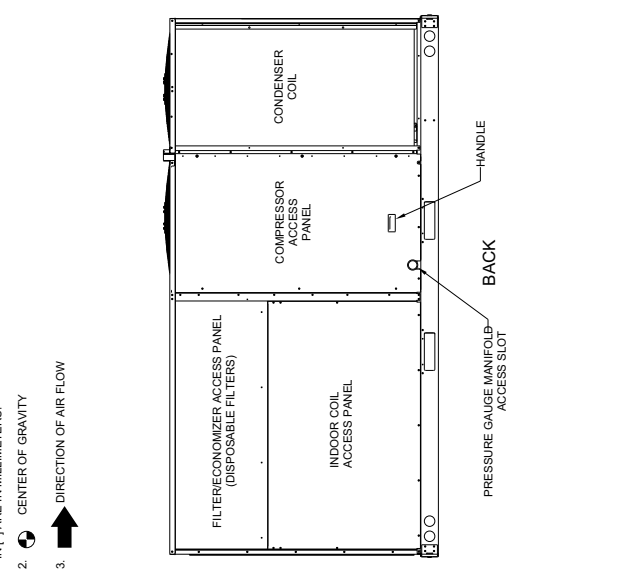 2.
CENTER OF GRAVITY
3.
DIRECTION OF AIR FLOW
CONDENSER
COIL
COMPRESSOR
ACCESS
PANEL
FILTER/ECONOMIZER ACCESS PANEL
(DISPOSABLE FILTERS)
INDOOR COIL
ACCESS PANEL
HANDLE
PRESSURE GAUGE MANIFOLD
ACCESS SLOT
BACK